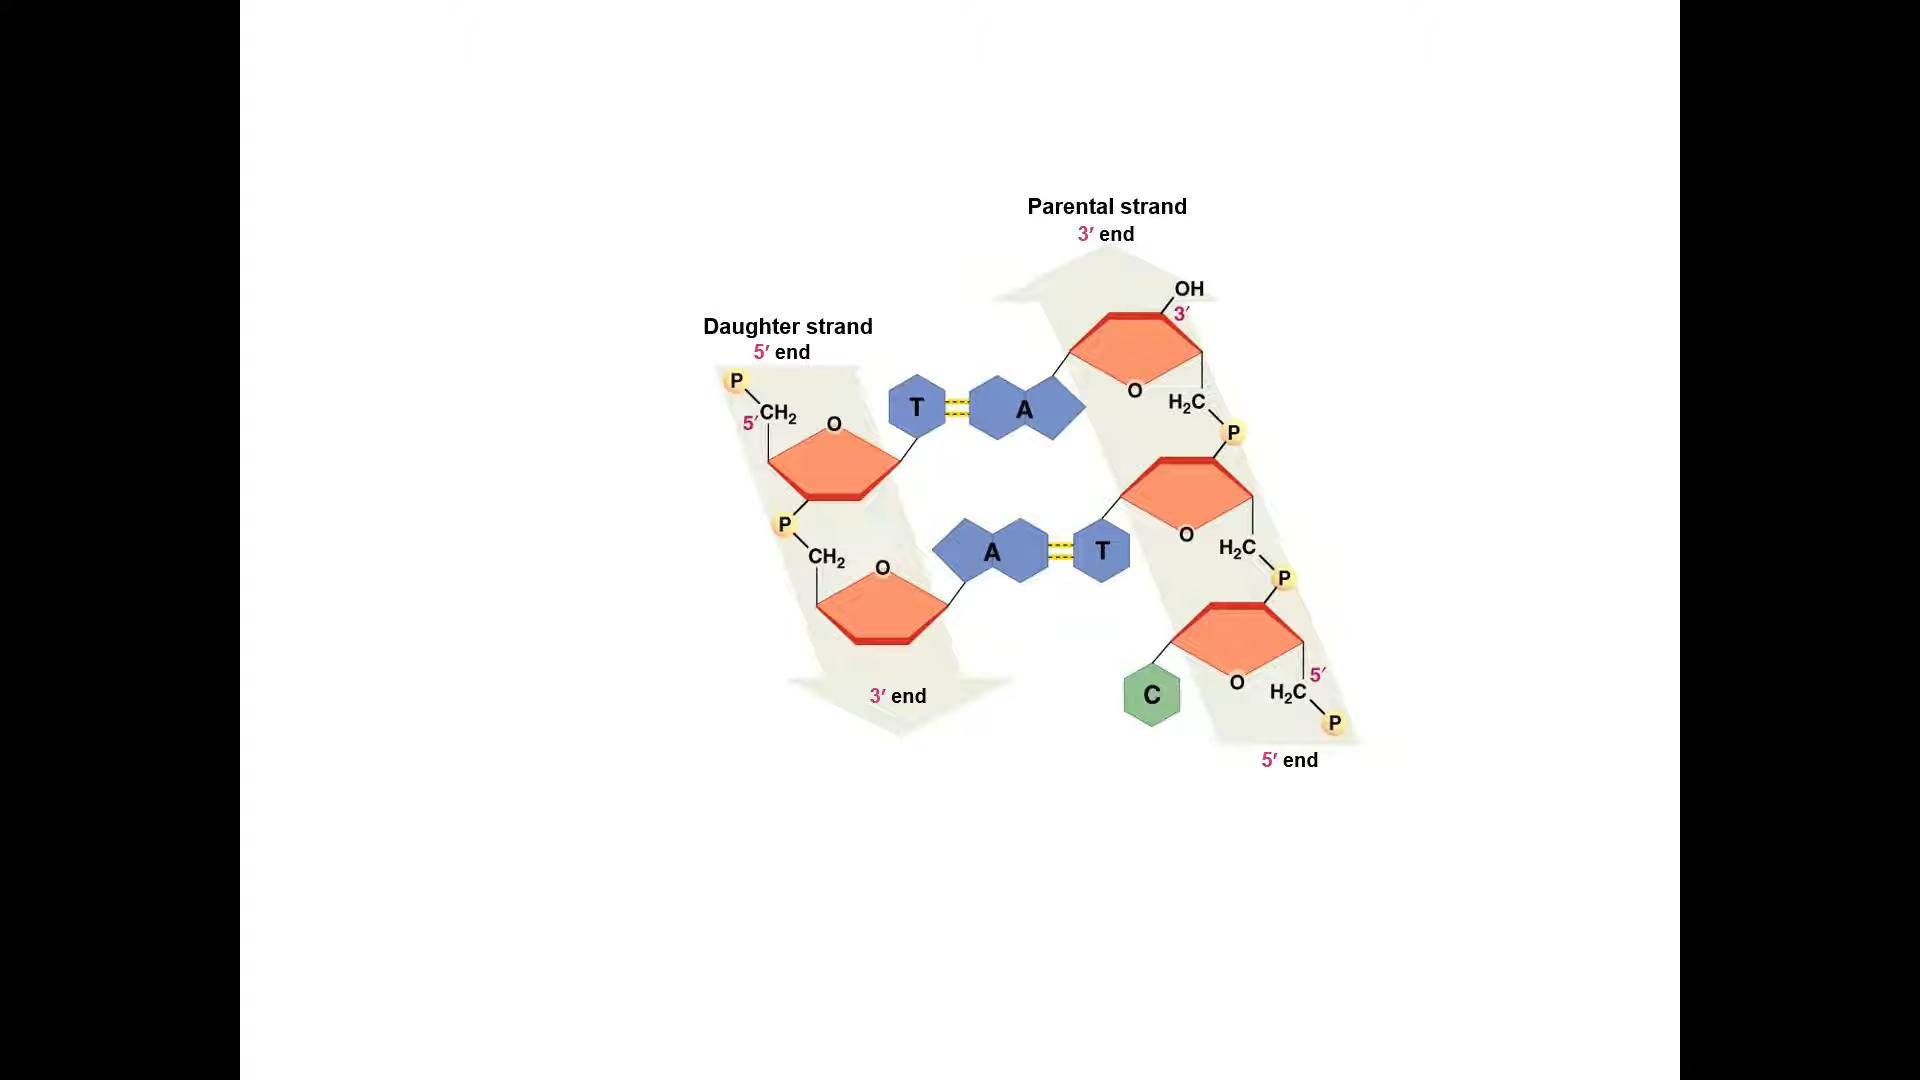 Parental strand
3′ end
OH
3′
Daughter strand
5′ end
P
CH₂
5′
O
T
A
O
H₂C
P
P
CH₂
O
A
T
O
H₂C
P
3′ end
C
O
H₂C
5′
P
5′ end